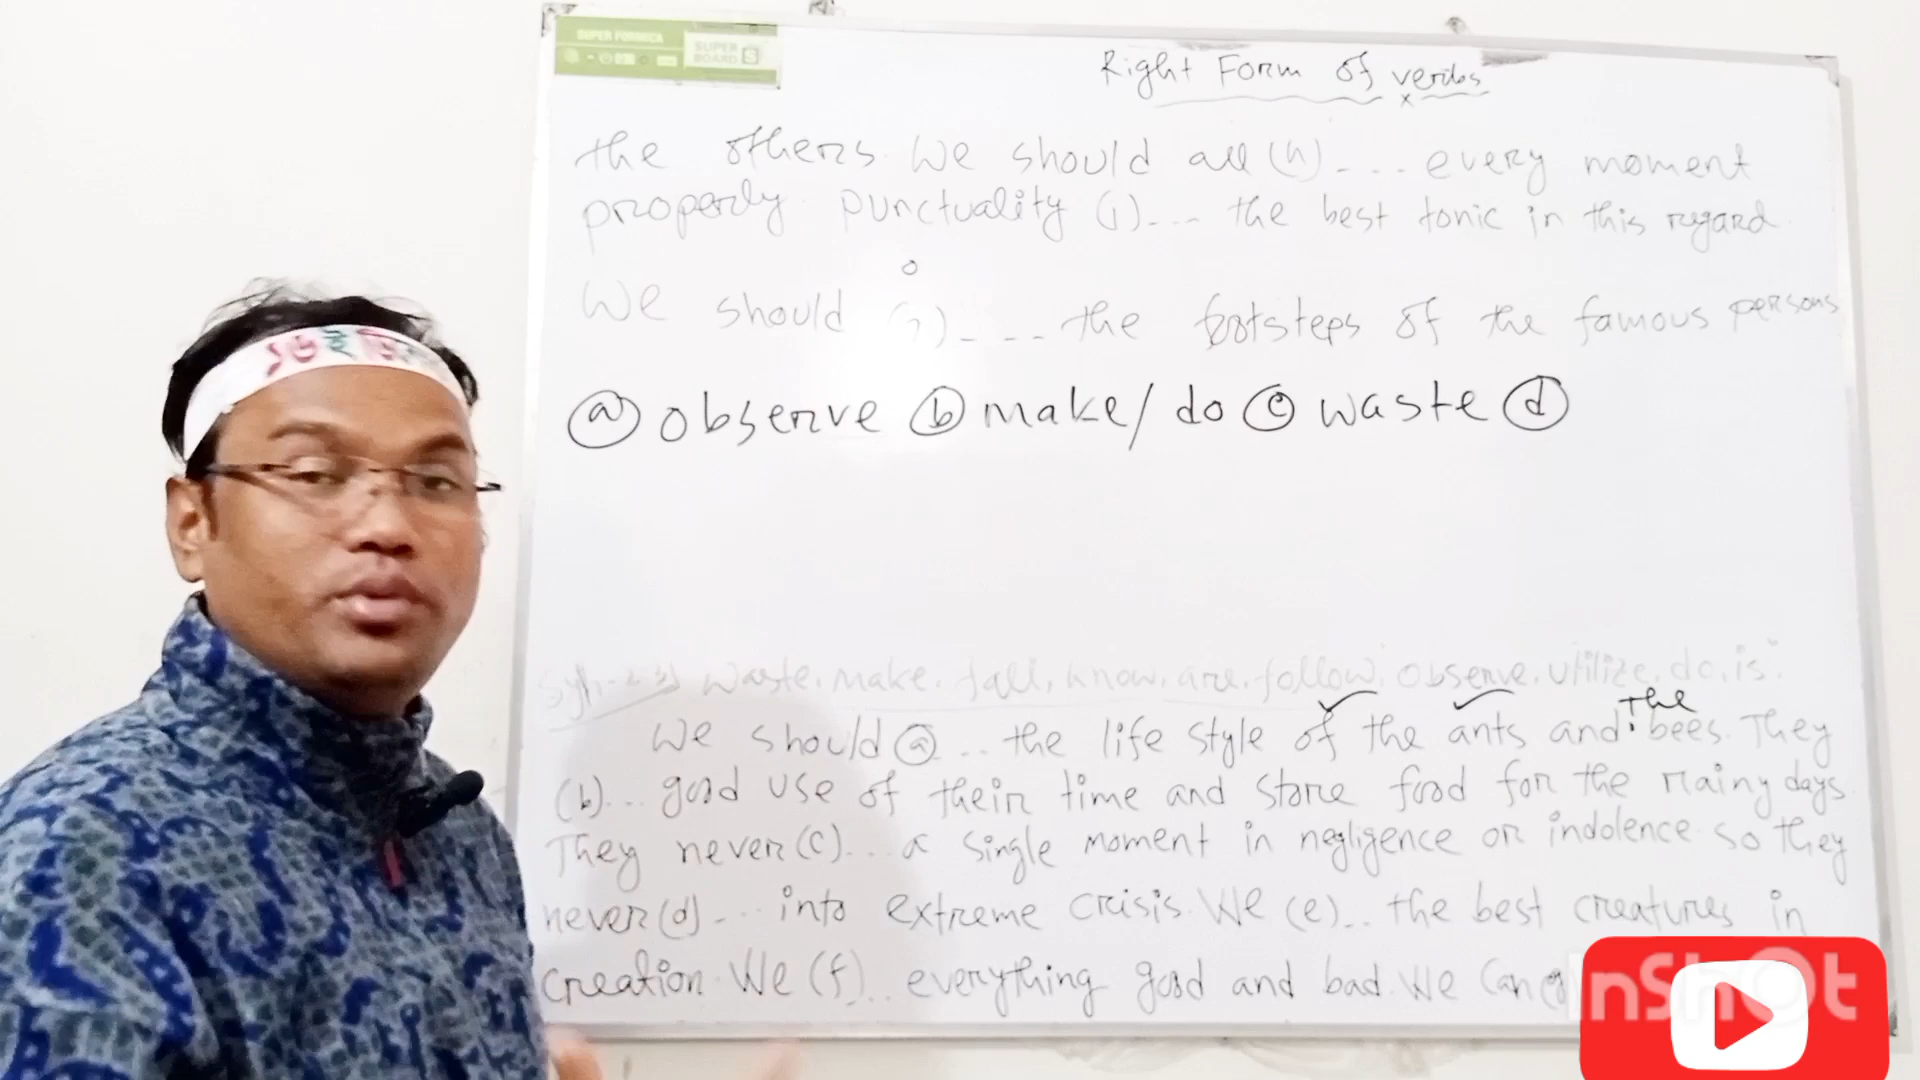 SUPER FORMICA
SUPER BOARD S
Right Form of verbs
the others. We should all (h).... every moment
properly. punctuality (i)... the best tonic in this regard.
We should (j).... the footsteps of the famous persons
(a) observe (b) make/ do (c) waste (d)
waste, make, fall, know, are, follow, observe, utilize, do, is"
The
We should (a)... the life style of the ants and bees. They
(b)... good use of their time and store food for the rainy days.
They never (c)... a single moment in negligence or indolence. so they
never (d).... into extreme crisis. We (e)... the best creatures in
creation. We (f)... everything good and bad. We can (g)
InShOt